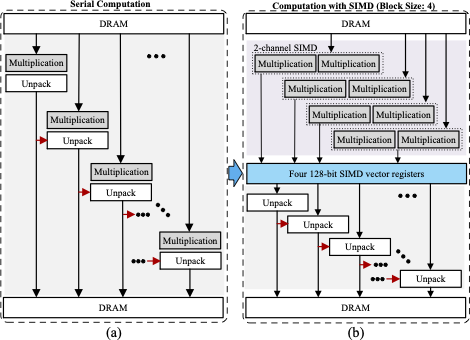 Serial Computation
DRAM
Multiplication
Unpack
Multiplication
Unpack
Multiplication
Unpack
Multiplication
Unpack
DRAM
(a)
Computation with SIMD (Block Size: 4)
DRAM
2-channel SIMD
Multiplication Multiplication
Multiplication Multiplication
Multiplication Multiplication
Multiplication Multiplication
Four 128-bit SIMD vector registers
Unpack
Unpack
Unpack
Unpack
DRAM
(b)